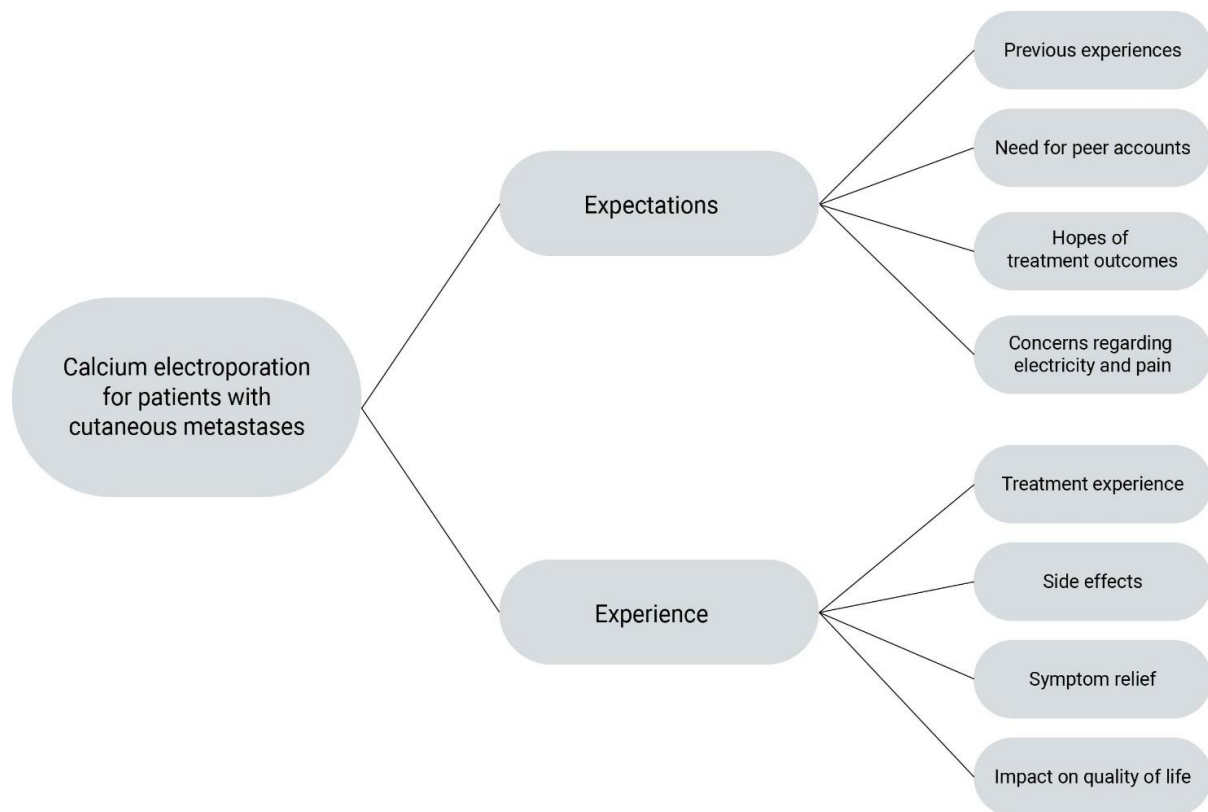 Calcium electroporation
for patients with
cutaneous metastases
Expectations
Previous experiences
Need for peer accounts
Hopes of
treatment outcomes
Concerns regarding
electricity and pain
Experience
Treatment experience
Side effects
Symptom relief
Impact on quality of life